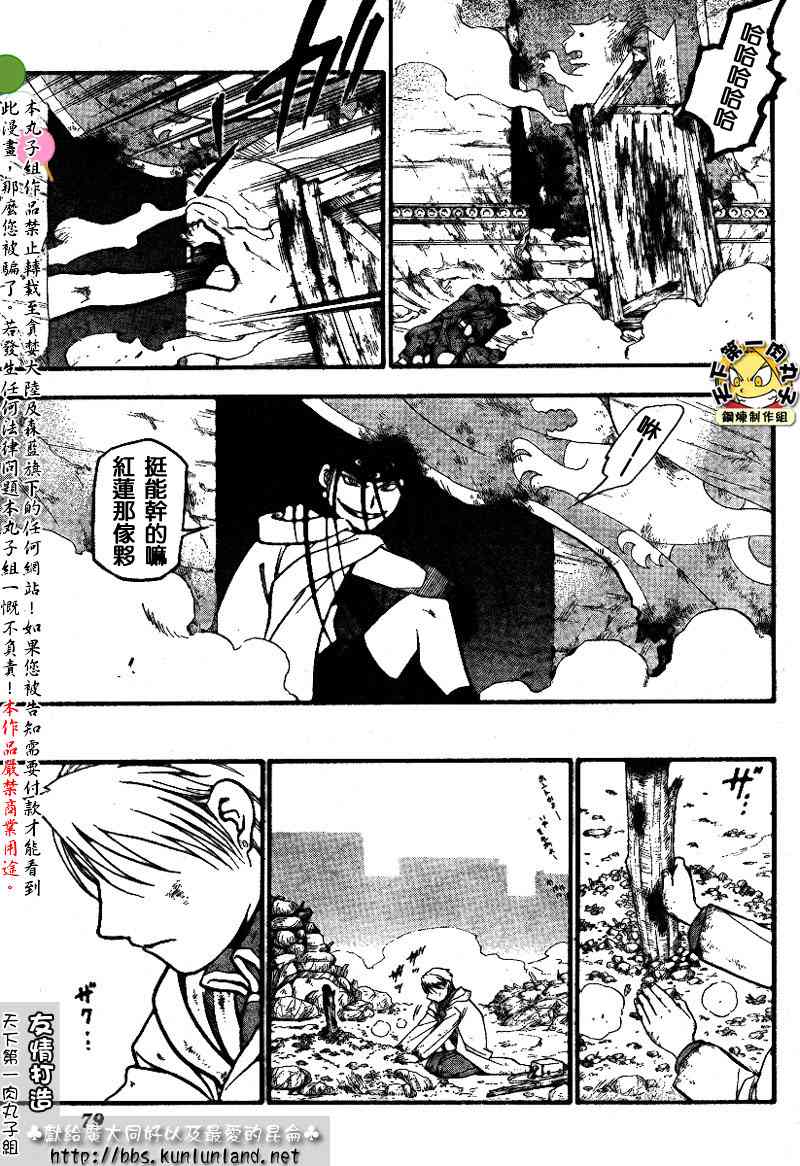 哈哈哈哈哈
咻——
挺能幹的嘛
紅蓮那傢夥
ザク…
79
天下第一肉丸子
鋼煉制作組
本丸子組作品禁止轉載至貪婪大陸及森藍旗下的任何網站！如果您被告知需要付款才能看到
此漫畫，那麼您被騙了。若發生任何法律問題本丸子組一慨不負責！本作品嚴禁商業用途。
友情打造
天下第一肉丸子組
♣獻給樊大同好以及最愛的昆侖♣
http://bbs.kunlunland.net